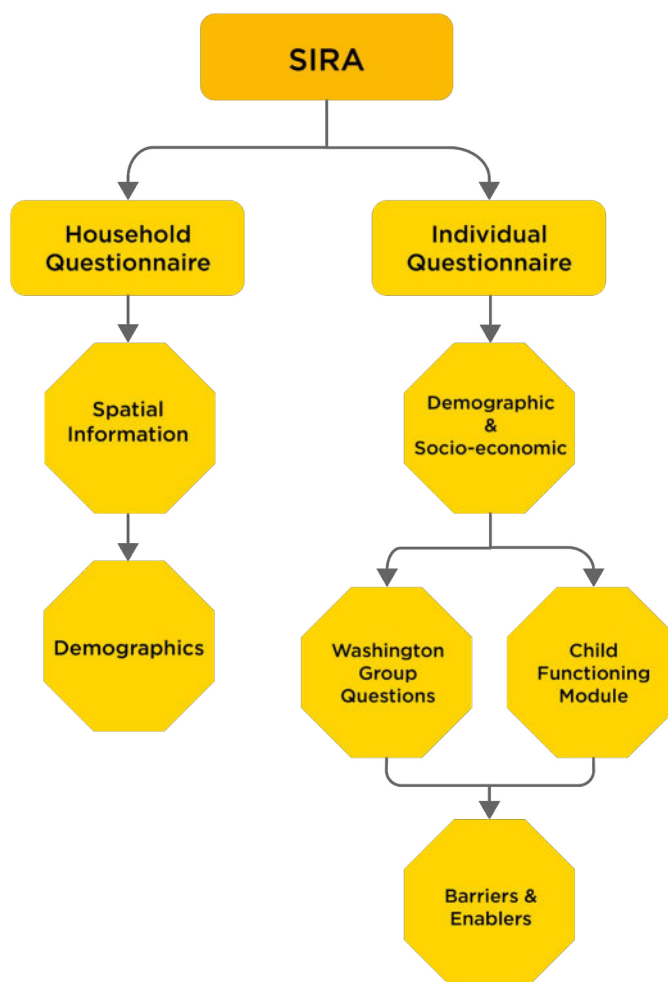 SIRA
Household
Questionnaire
Individual
Questionnaire
Spatial
Information
Demographic
&
Socio-economic
Demographics
Washington
Group
Questions
Child
Functioning
Module
Barriers &
Enablers